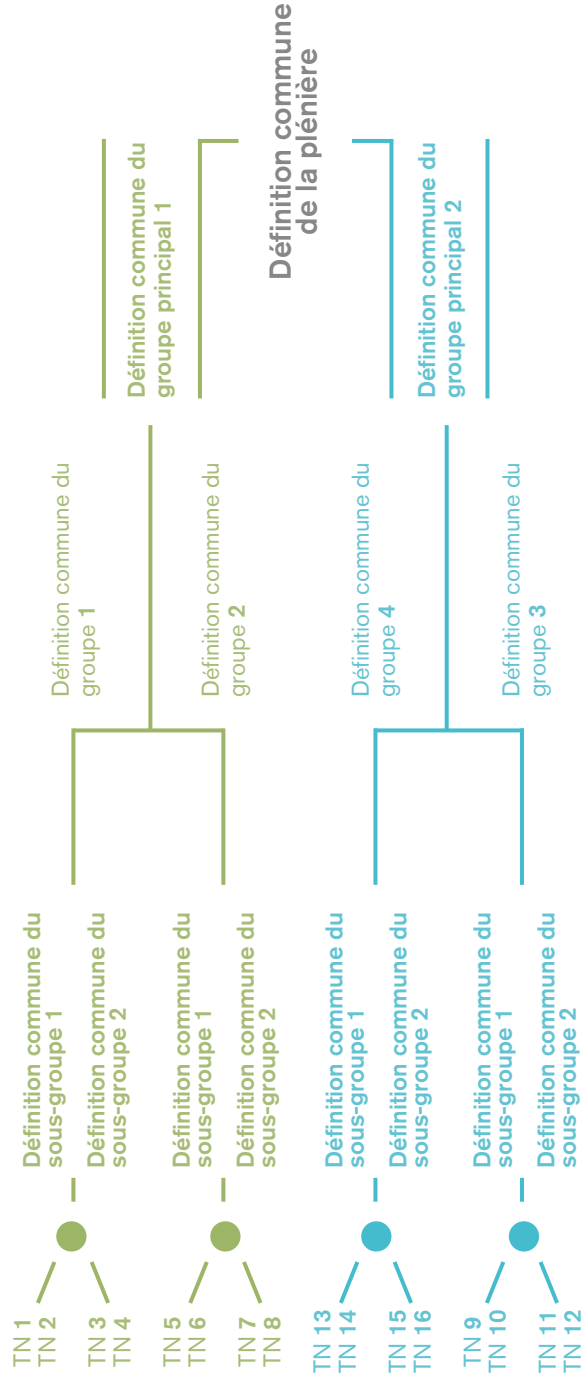 TN 1
TN 2
TN 3
TN 4
TN 5
TN 6
TN 7
TN 8
TN 13
TN 14
TN 15
TN 16
TN 9
TN 10
TN 11
TN 12
Définition commune du
sous-groupe 1
Définition commune du
sous-groupe 2
Définition commune du
sous-groupe 1
Définition commune du
sous-groupe 2
Définition commune du
sous-groupe 1
Définition commune du
sous-groupe 2
Définition commune du
sous-groupe 1
Définition commune du
sous-groupe 2
Définition commune du
groupe 1
Définition commune du
groupe 2
Définition commune du
groupe 4
Définition commune du
groupe 3
Définition commune du
groupe principal 1
Définition commune du
groupe principal 2
Définition commune
de la plénière